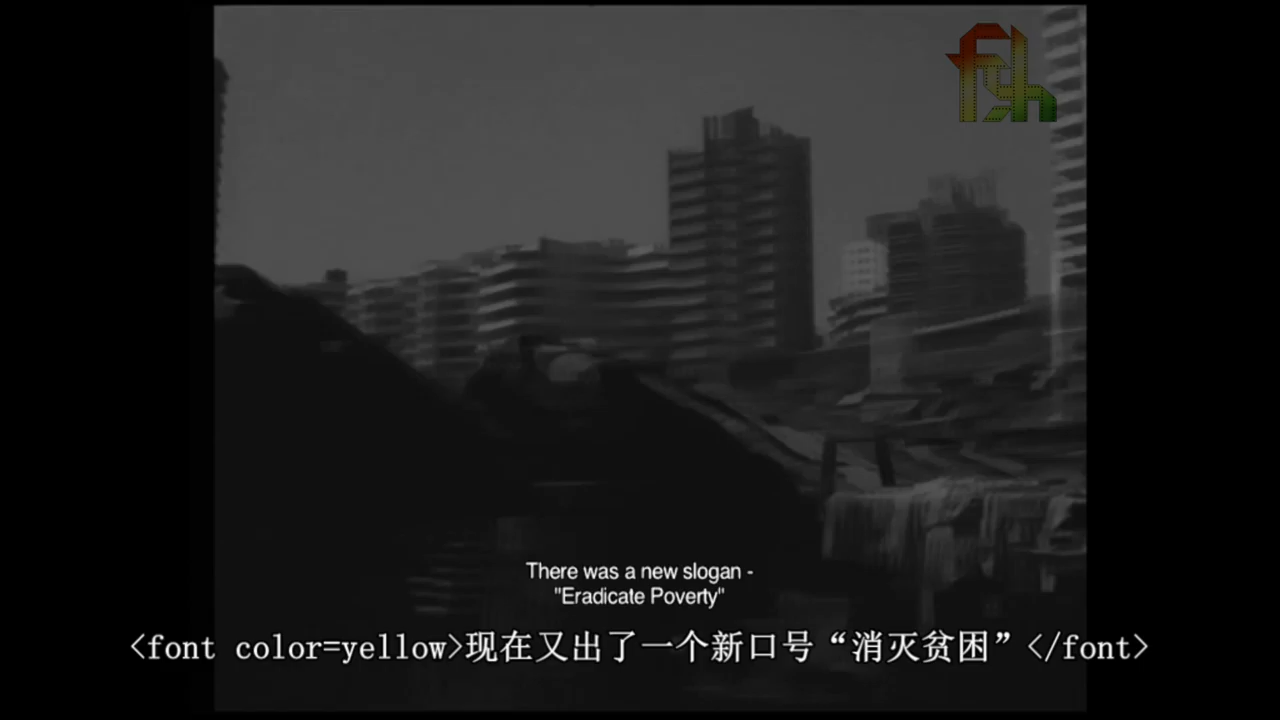 fgh
There was a new slogan -
"Eradicate Poverty"
<font color=yellow>现在又出了一个新口号“消灭贫困”</font>